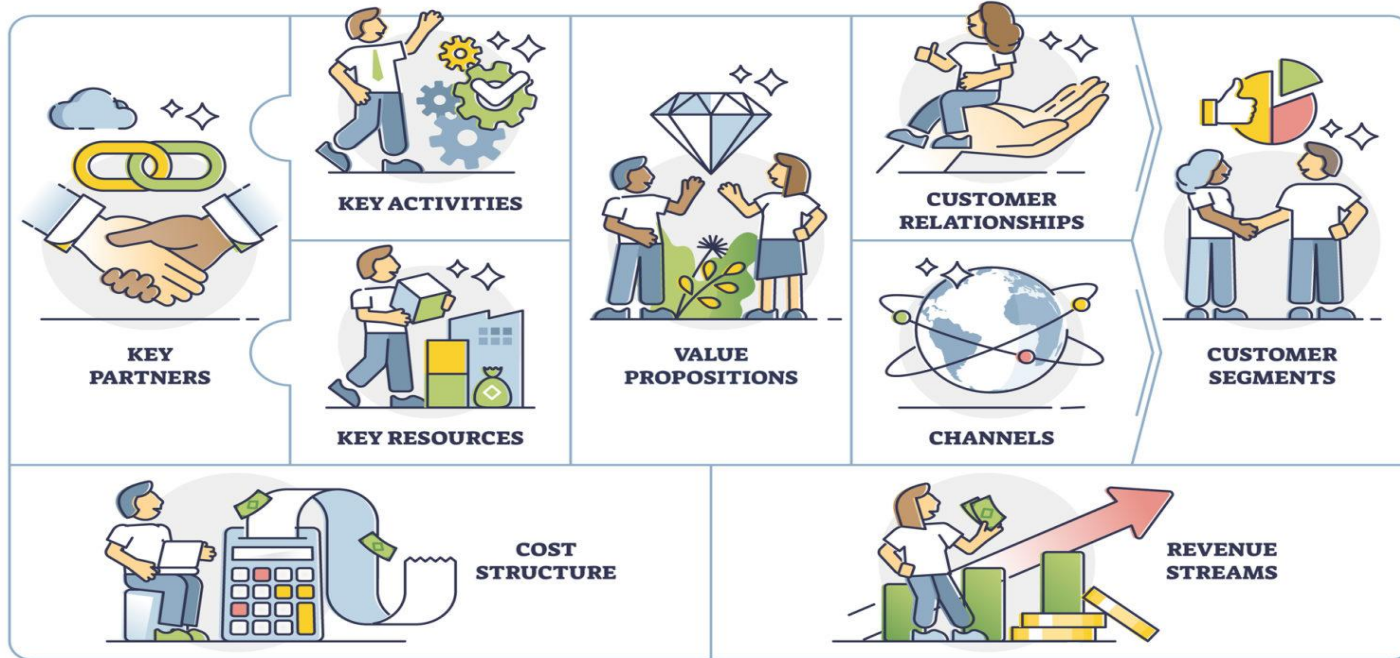 KEY
PARTNERS
KEY ACTIVITIES
KEY RESOURCES
VALUE
PROPOSITIONS
CUSTOMER
RELATIONSHIPS
CHANNELS
CUSTOMER
SEGMENTS
COST
STRUCTURE
REVENUE
STREAMS